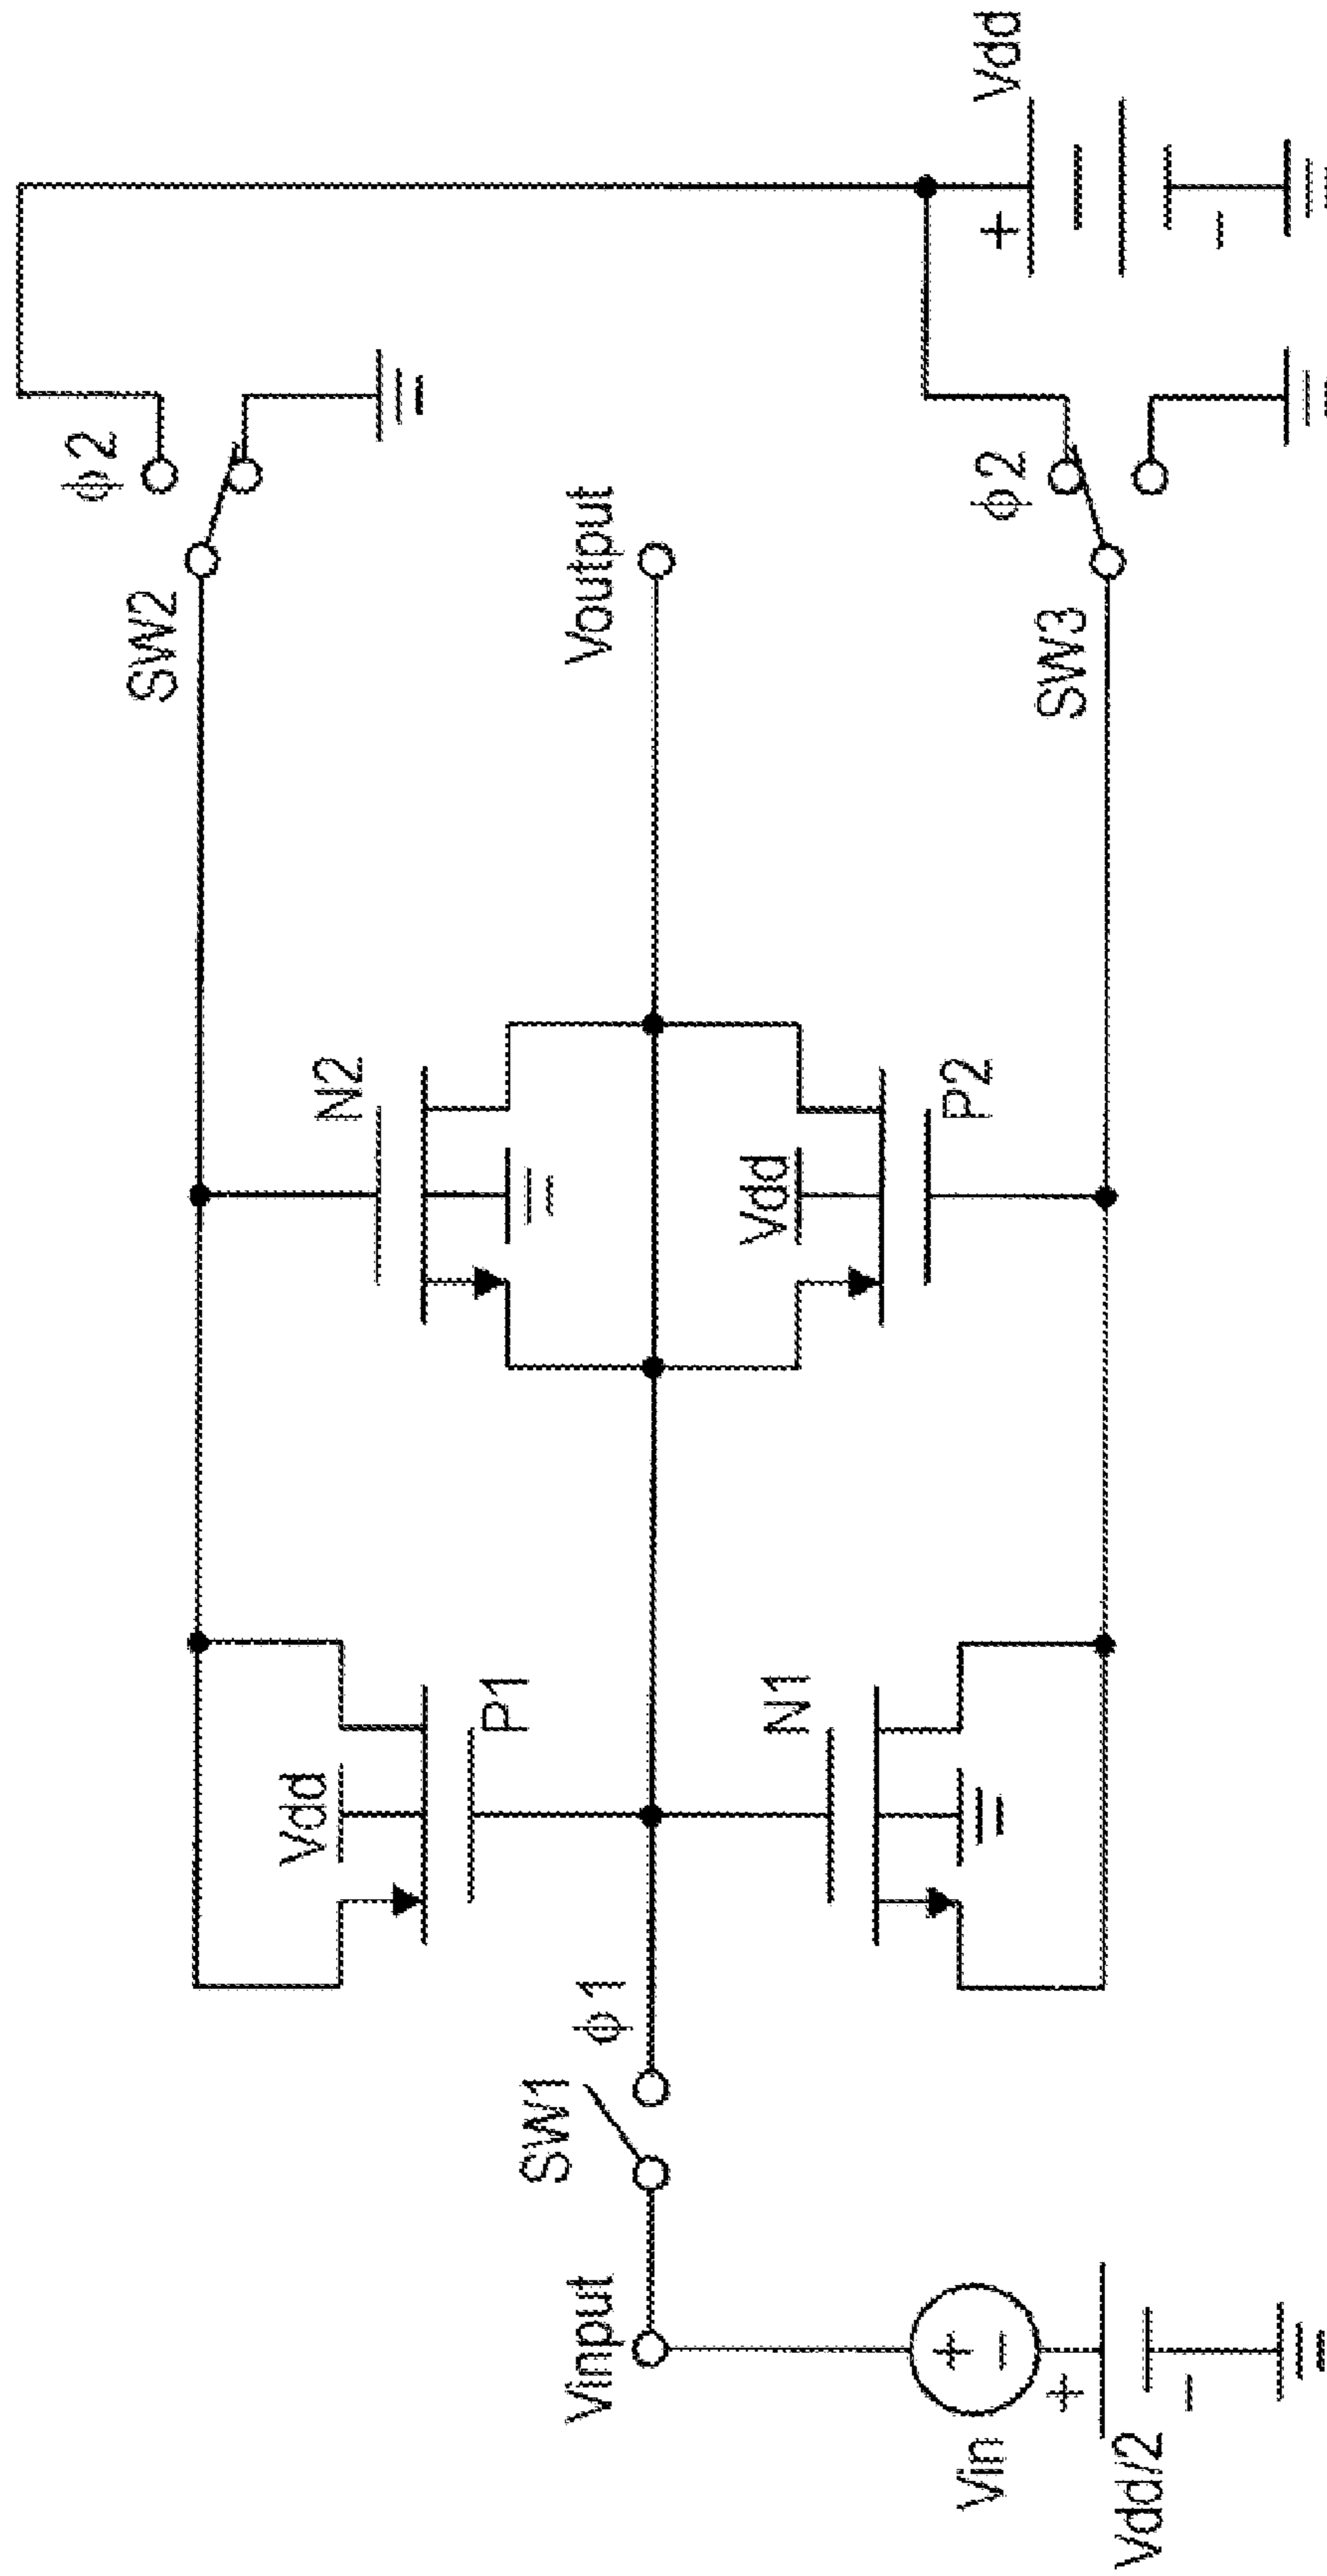 Vdd
ϕ2
ϕ2
SW2
Voutput
SW3
N2
Vdd
P2
Vdd
P1
N1
ϕ1
SW1
Vinput
+
-
+
-
+
-
Vin
Vdd/2